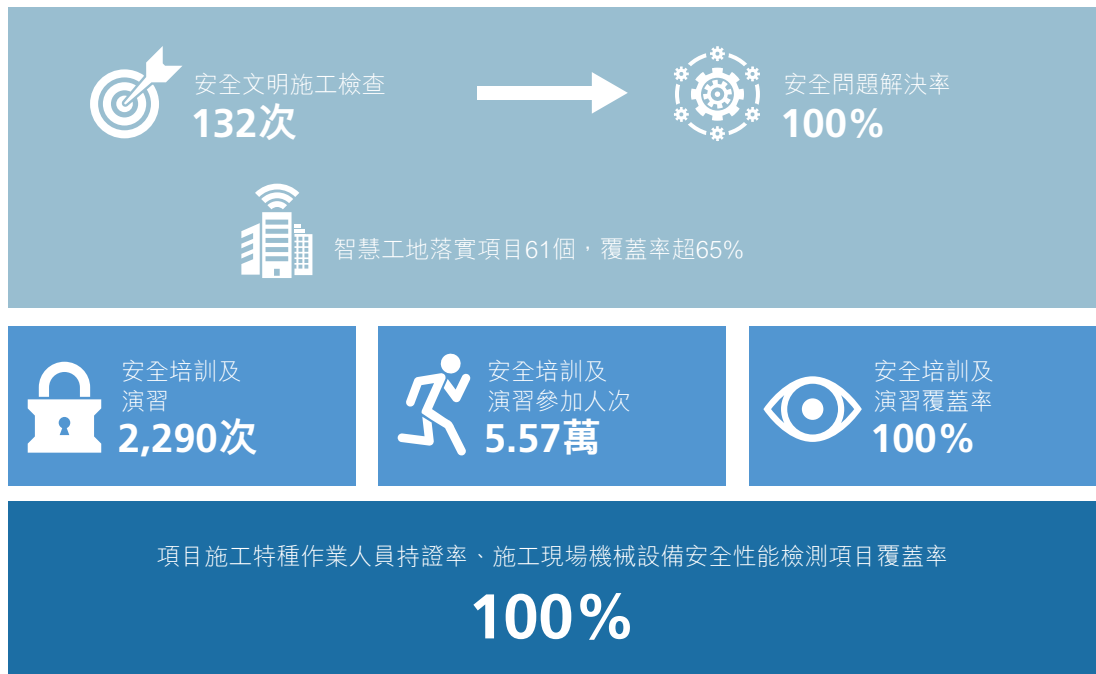 安全文明施工檢查
132次
安全問題解決率
100%
智慧工地落實項目61個，覆蓋率超65%
安全培訓及
演習
2,290次
安全培訓及
演習參加人次
5.57萬
安全培訓及
演習覆蓋率
100%
項目施工特種作業人員持證率、施工現場機械設備安全性能檢測項目覆蓋率
100%